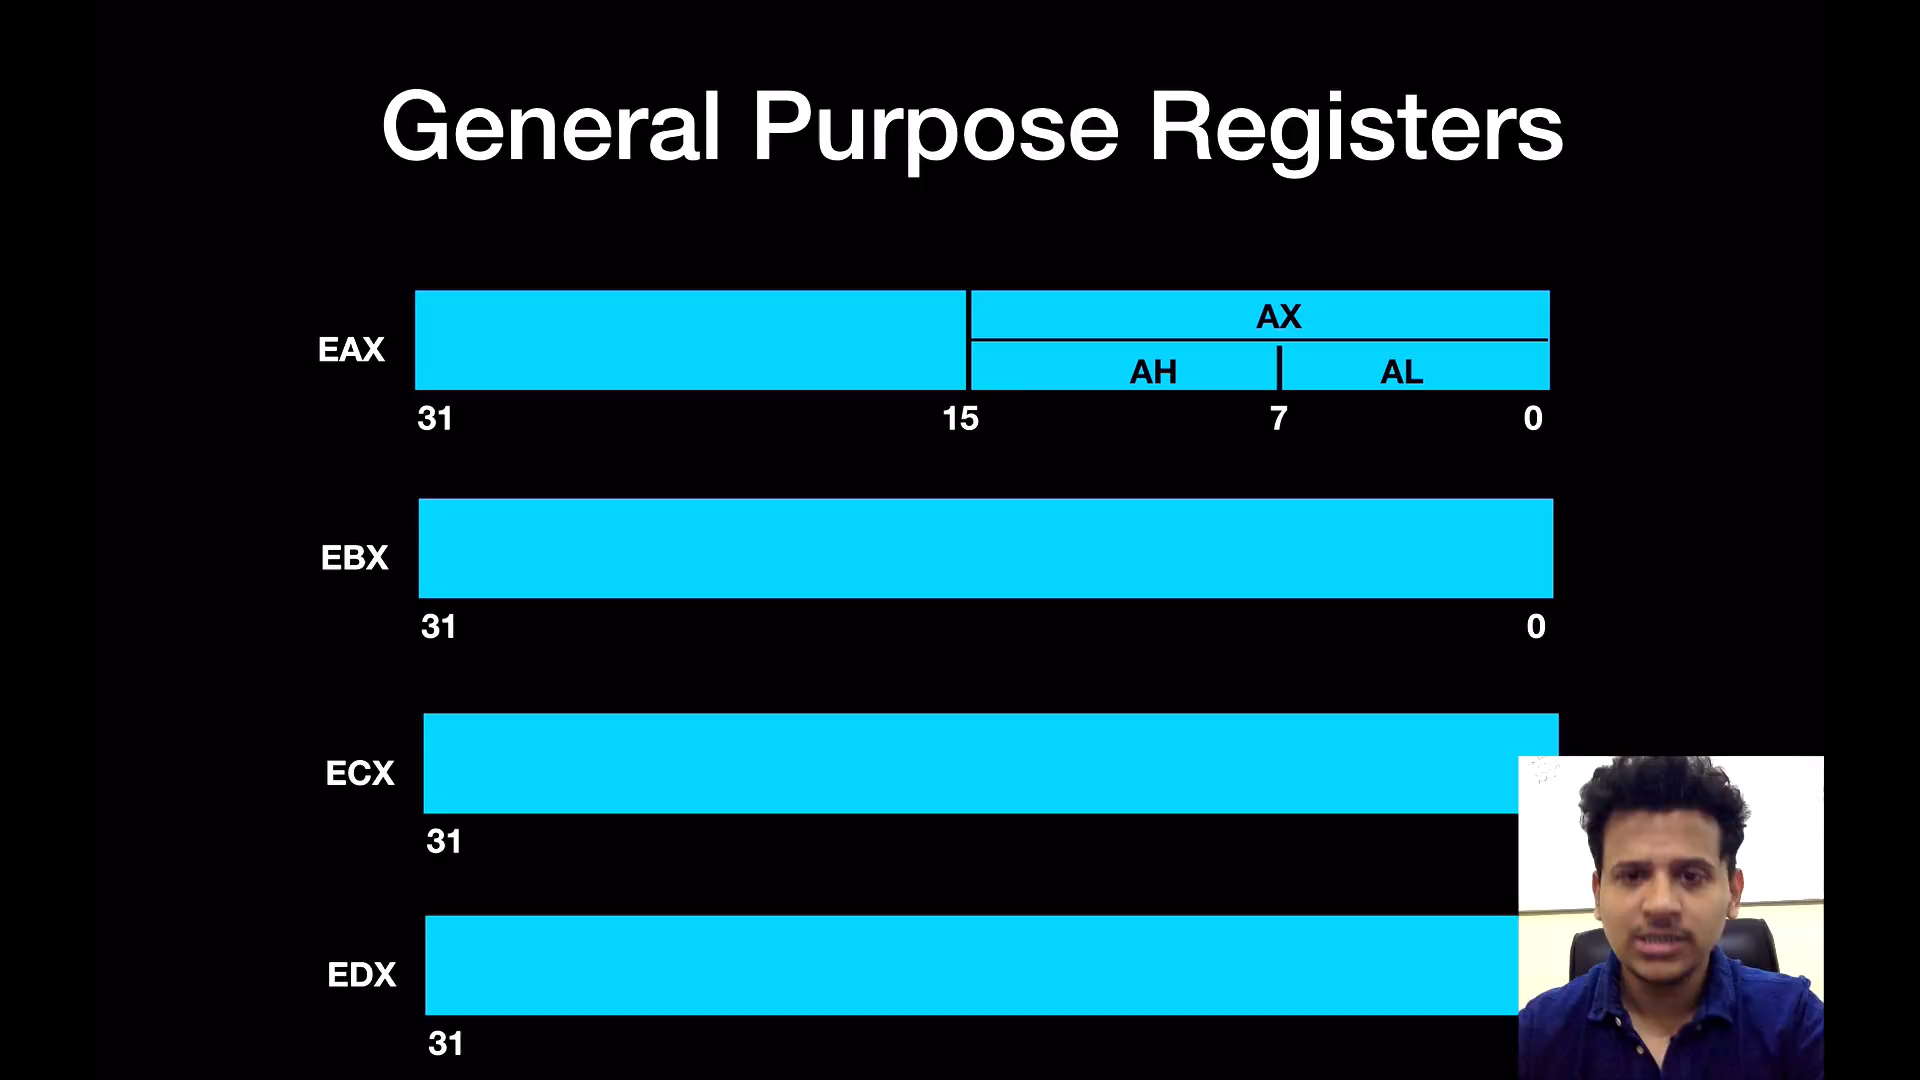 General Purpose Registers
AX
EAX
AH AL
31 15 7 0
EBX
31 0
ECX
31
EDX
31